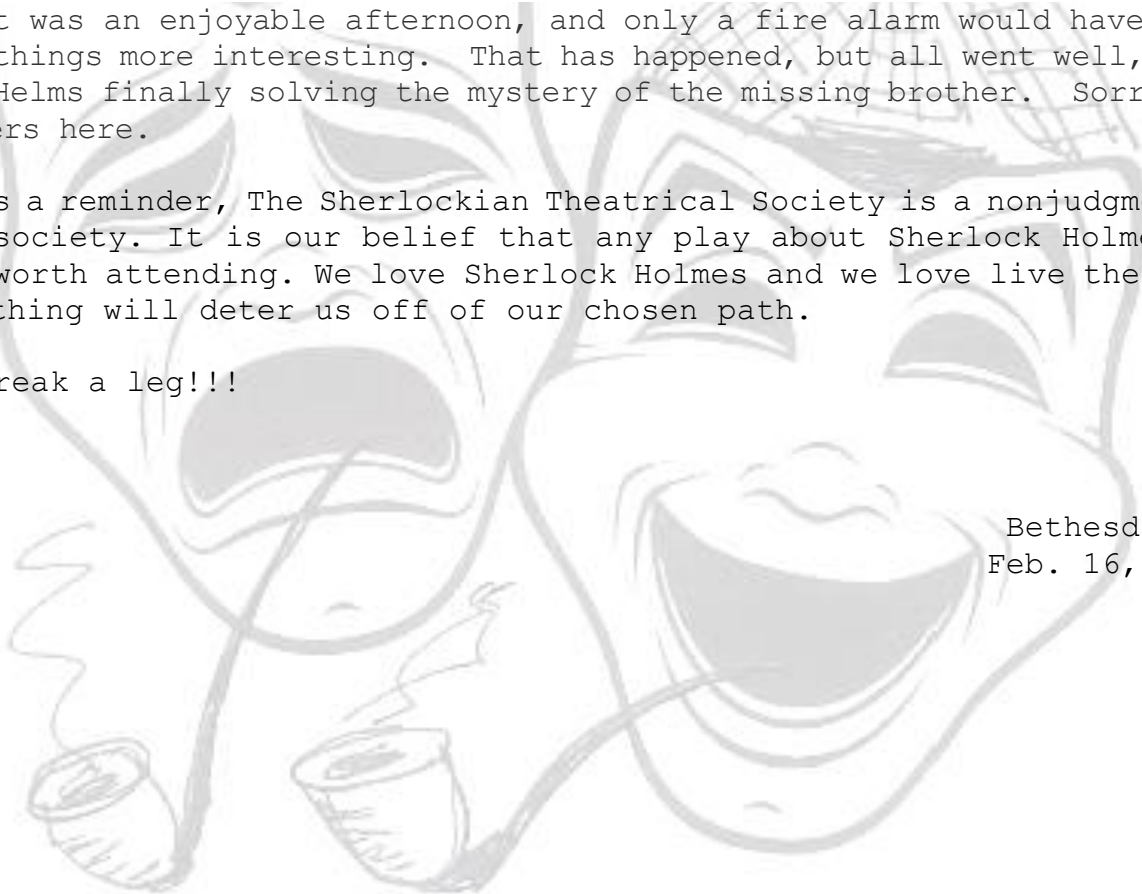 t was an enjoyable afternoon, and only a fire alarm would have
things more interesting. That has happened, but all went well,
Helms finally solving the mystery of the missing brother. Sorr
ers here.
s a reminder, The Sherlockian Theatrical Society is a nonjudgm
society. It is our belief that any play about Sherlock Holm
worth attending. We love Sherlock Holmes and we love live the
thing will deter us off of our chosen path.
reak a leg!!!
Bethesd
Feb. 16,